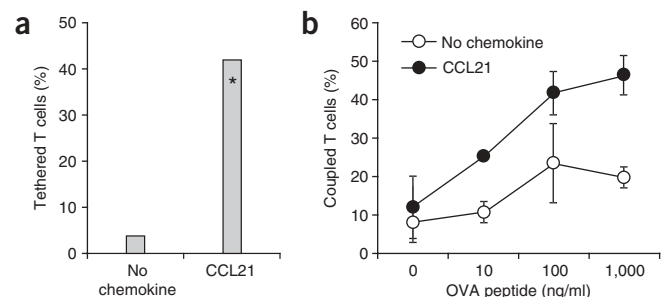 a
50
40
30
20
10
0
Tethered T cells (%)
*
No
chemokine
CCL21
b
60
50
40
30
20
10
0
Coupled T cells (%)
No chemokine
CCL21
0 10 100 1,000
OVA peptide (ng/ml)